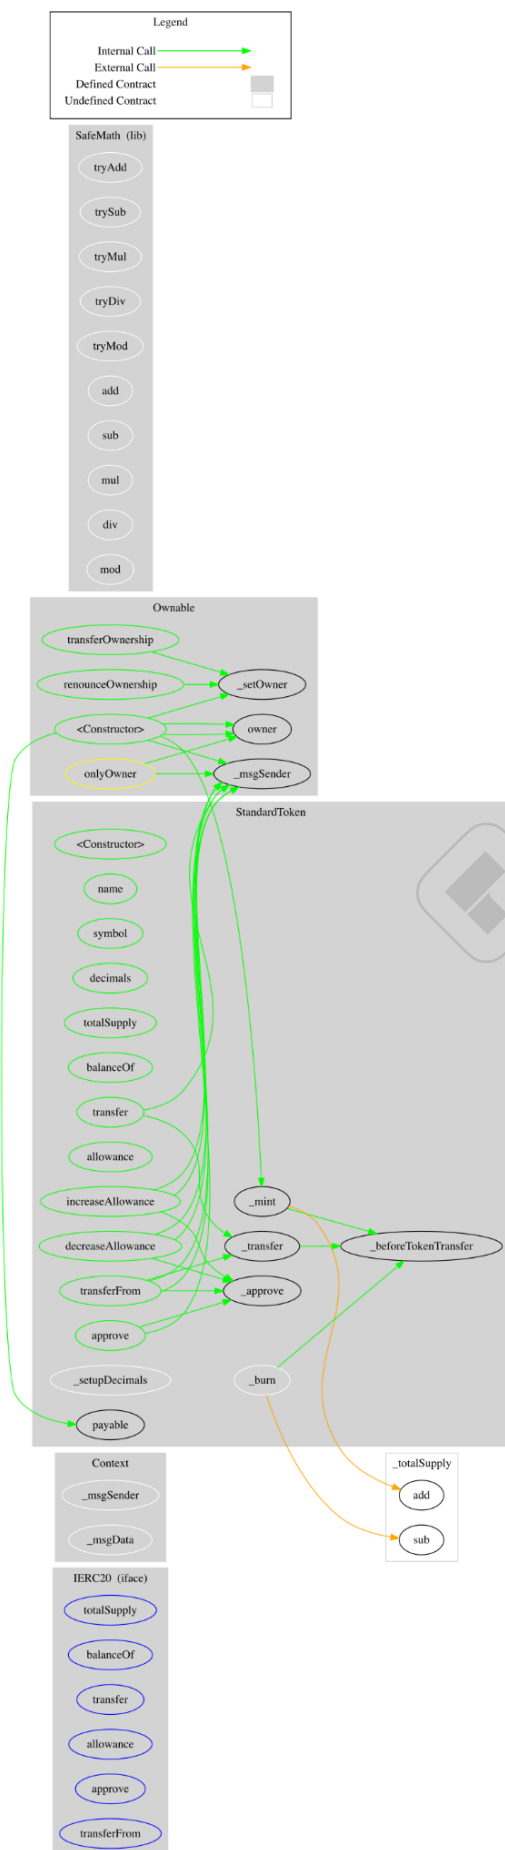 Legend
Internal Call
External Call
Defined Contract
Undefined Contract
SafeMath (lib)
tryAdd
trySub
tryMul
tryDiv
tryMod
add
sub
mul
div
mod
Ownable
transferOwnership
renounceOwnership
_setOwner
<Constructor>
owner
onlyOwner
_msgSender
StandardToken
<Constructor>
name
symbol
decimals
totalSupply
balanceOf
transfer
allowance
increaseAllowance
_mint
decreaseAllowance
_transfer
_beforeTokenTransfer
transferFrom
_approve
approve
_setupDecimals
_burn
payable
Context
_msgSender
_msgData
_totalSupply
add
sub
IERC20 (iface)
totalSupply
balanceOf
transfer
allowance
approve
transferFrom